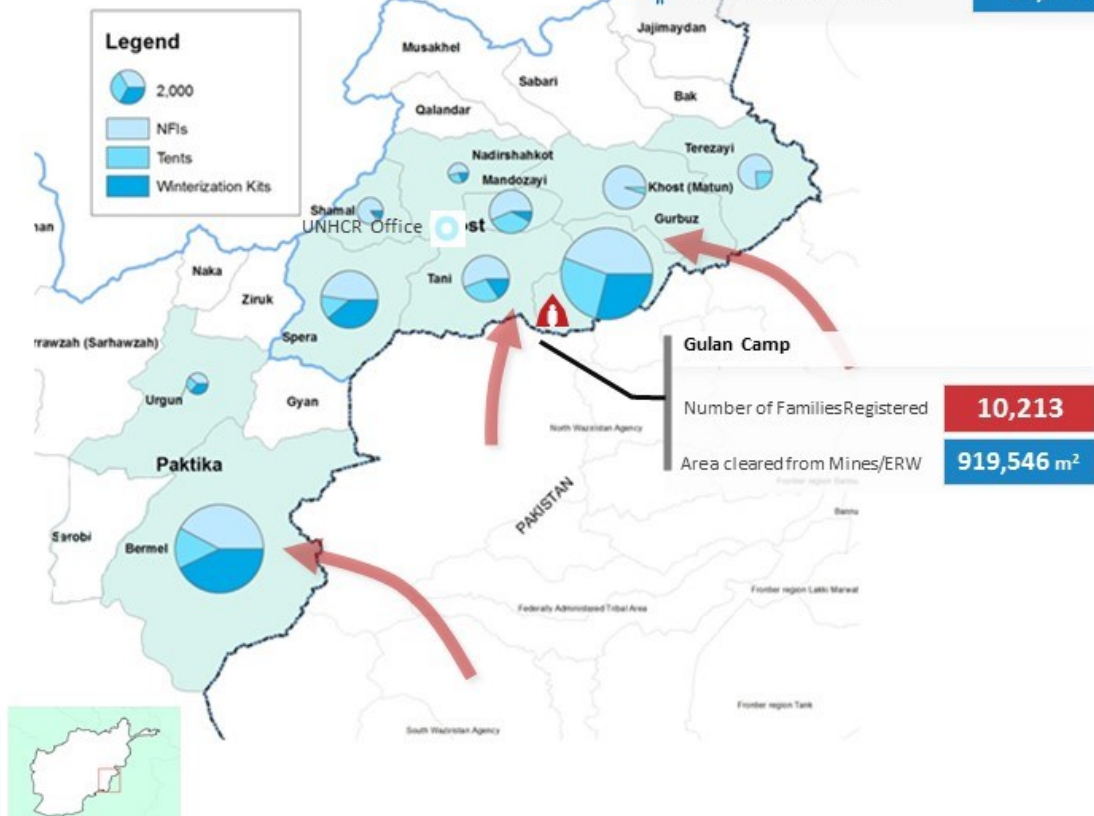 Legend
2,000
NFIs
Tents
Winterization Kits
Jajimaydan
Musakhel
Sabari
Bak
Qalandar
Terezayi
Nadirshahkot
Mandozayi
Khost (Matun)
Shamal
UNHCR Office
ost
Gurbuz
Naka
Tani
Ziruk
Spera
rrawzah (Sarhawzah)
Gulan Camp
Urgun
Gyan
Number of Families Registered 10,213
North Waziristan Agency
Paktika
Area cleared from Mines/ERW 919,546 m²
PAKISTAN
Bannu
Sarobi
Bermel
Frontier region Lakki Marwat
Federally Administered Tribal Area
Frontier region Tank
South Waziristan Agency